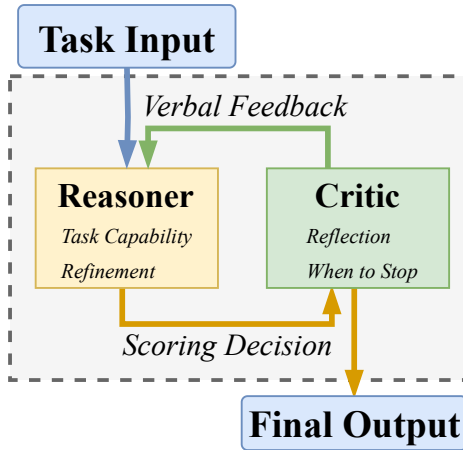 Task Input
Verbal Feedback
Reasoner
Task Capability
Refinement
Critic
Reflection
When to Stop
Scoring Decision
Final Output